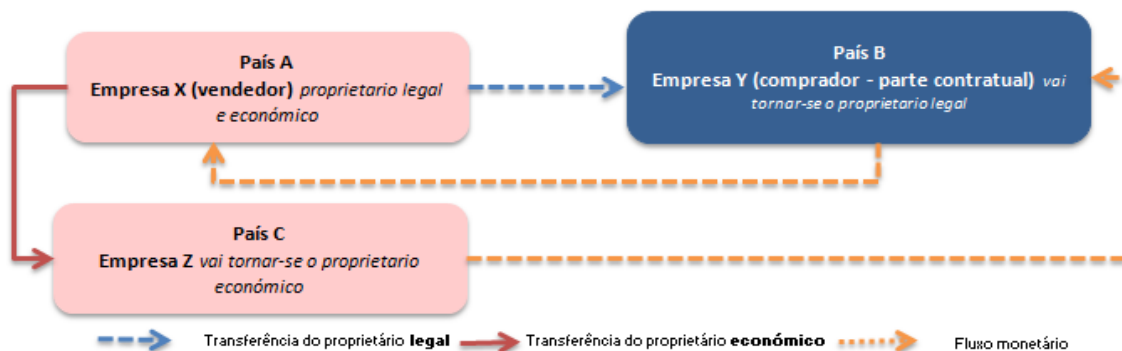 País A
Empresa X (vendedor) proprietario legal
e económico
País B
Empresa Y (comprador - parte contratual) vai
tornar-se o proprietario legal
País C
Empresa Z vai tornar-se o proprietario
económico
Transferência do proprietário legal
Transferência do proprietário económico
Fluxo monetário